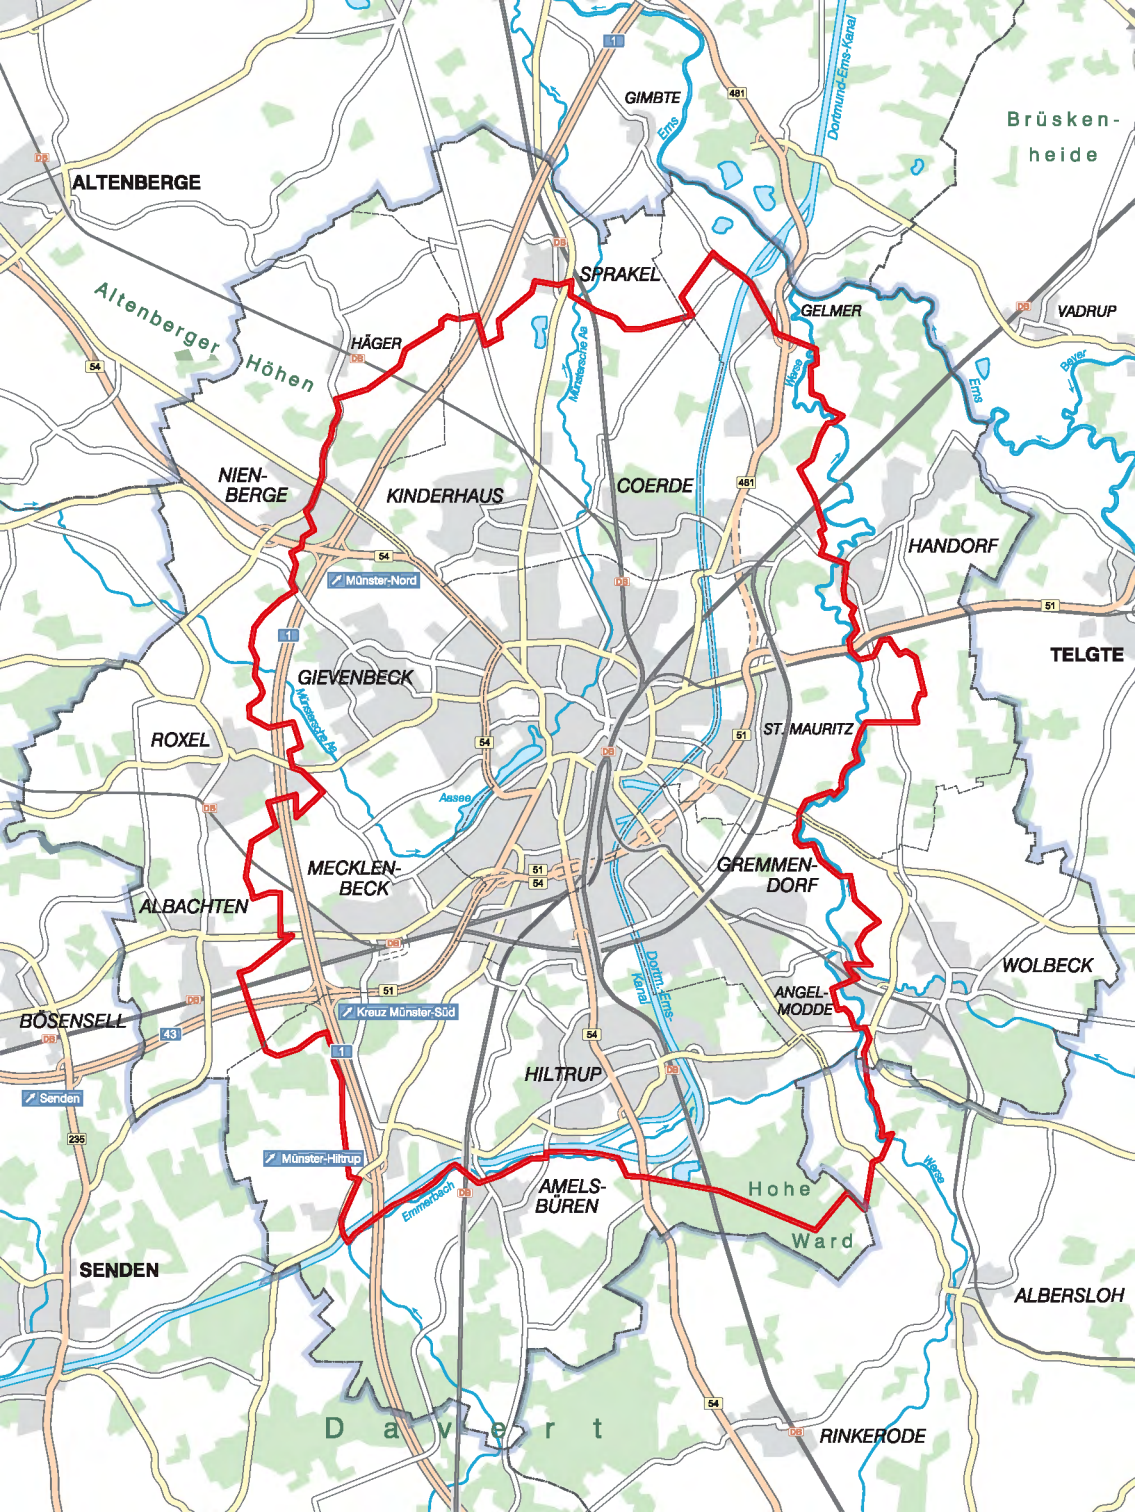 1
GIMBTE
481
Ems
Dortmund-Ems-Kanal
Brüsken-
heide
DB
ALTENBERGE
DB
SPRAKEL
Altenberger Höhen
HÄGER
DB
54
Münstersche Aa
GELMER
DB
VADRUP
Werse
Ems
Bever
NIEN-
BERGE
KINDERHAUS
COERDE
481
HANDORF
54
Münster-Nord
DB
51
1
TELGTE
GIEVENBECK
Münstersche Aa
ROXEL
54
DB
51
ST. MAURITZ
DB
Aasee
MECKLEN-
BECK
51
54
GREMMEN-
DORF
ALBACHTEN
DB
Dortm.-Ems-
Kanal
WOLBECK
51
DB
ANGEL-
MODDE
BÖSENSELL
DB
43
Kreuz Münster-Süd
1
54
HILTRUP
DB
Senden
235
Münster-Hiltrup
Emmerbach
DB
AMELS-
BÜREN
Hohe
Ward
Werse
SENDEN
ALBERSLOH
Davert
54
DB
RINKERODE